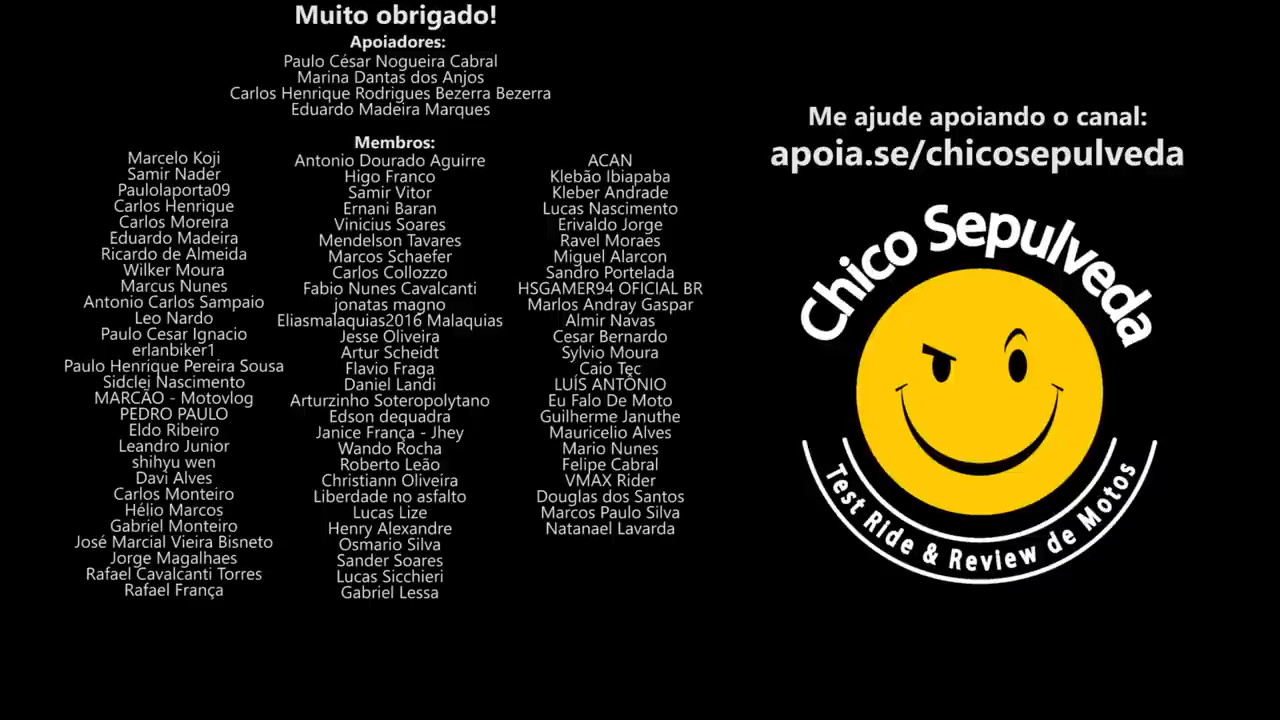 Muito obrigado!
Apoiadores:
Paulo César Nogueira Cabral
Marina Dantas dos Anjos
Carlos Henrique Rodrigues Bezerra Bezerra
Eduardo Madeira Marques
Membros:
Marcelo Koji
Samir Nader
Paulolaporta09
Carlos Henrique
Carlos Moreira
Eduardo Madeira
Ricardo de Almeida
Wilker Moura
Marcus Nunes
Antonio Carlos Sampaio
Leo Nardo
Paulo Cesar Ignacio
erlanbiker1
Paulo Henrique Pereira Sousa
Sidclei Nascimento
MARCÃO - Motovlog
PEDRO PAULO
Eldo Ribeiro
Leandro Junior
shihyu wen
Davi Alves
Carlos Monteiro
Hélio Marcos
Gabriel Monteiro
José Marcial Vieira Bisneto
Jorge Magalhaes
Rafael Cavalcanti Torres
Rafael França
Antonio Dourado Aguirre
Higo Franco
Samir Vitor
Ernani Baran
Vinicius Soares
Mendelson Tavares
Marcos Schaefer
Carlos Collozzo
Fabio Nunes Cavalcanti
jonatas magno
Eliasmalaquias2016 Malaquias
Jesse Oliveira
Artur Scheidt
Flavio Fraga
Daniel Landi
Arturzinho Soteropolytano
Edson dequadra
Janice França - Jhey
Wando Rocha
Roberto Leão
Christiann Oliveira
Liberdade no asfalto
Lucas Lize
Henry Alexandre
Osmario Silva
Sander Soares
Lucas Sicchieri
Gabriel Lessa
ACAN
Klebão Ibiapaba
Kleber Andrade
Lucas Nascimento
Erivaldo Jorge
Ravel Moraes
Miguel Alarcon
Sandro Portelada
HSGAMER94 OFICIAL BR
Marlos Andray Gaspar
Almir Navas
Cesar Bernardo
Sylvio Moura
Caio Tec
LUÍS ANTÔNIO
Eu Falo De Moto
Guilherme Januthe
Mauricelio Alves
Mario Nunes
Felipe Cabral
VMAX Rider
Douglas dos Santos
Marcos Paulo Silva
Natanael Lavarda
Me ajude apoiando o canal:
apoia.se/chicosepulveda
Chico Sepulveda
Test Ride & Review de Motos